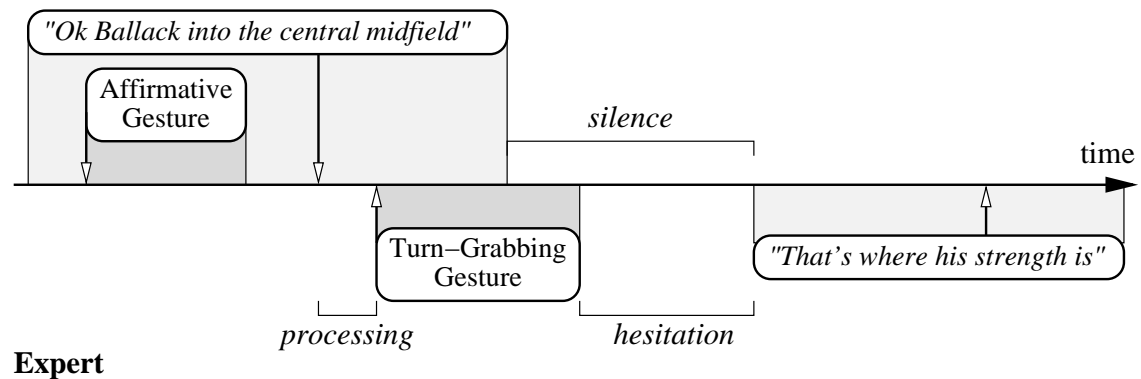 "Ok Ballack into the central midfield"
Affirmative
Gesture
silence
time
Turn–Grabbing
Gesture
"That's where his strength is"
processing
hesitation
Expert